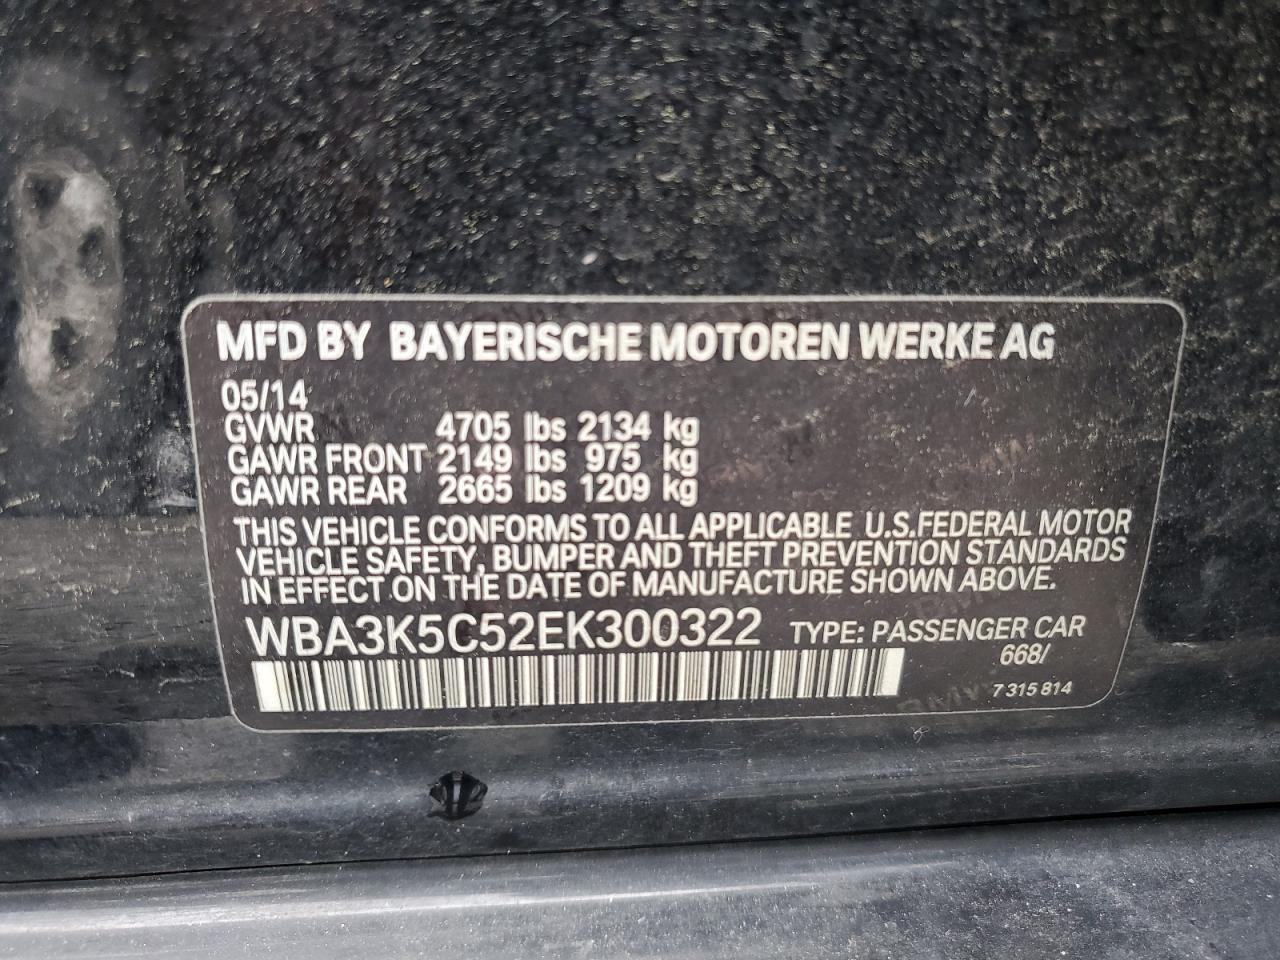 MFD BY BAYERISCHE MOTOREN WERKE AG
05/14
GVWR 4705 lbs 2134 kg
GAWR FRONT 2149 lbs 975 kg
GAWR REAR 2665 lbs 1209 kg
THIS VEHICLE CONFORMS TO ALL APPLICABLE U.S.FEDERAL MOTOR
VEHICLE SAFETY, BUMPER AND THEFT PREVENTION STANDARDS
IN EFFECT ON THE DATE OF MANUFACTURE SHOWN ABOVE.
WBA3K5C52EK300322 TYPE: PASSENGER CAR
668/
7 315 814